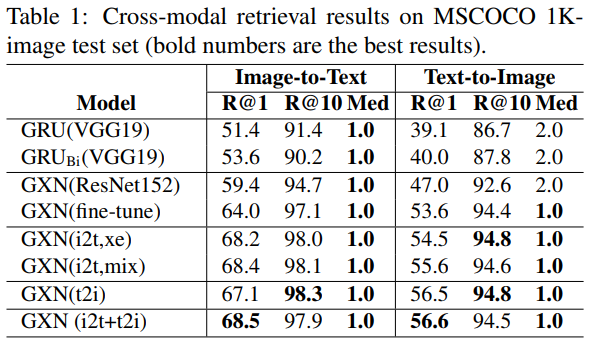 Table 1: Cross-modal retrieval results on MSCOCO 1K-
image test set (bold numbers are the best results).
Image-to-Text Text-to-Image
Model R@1 R@10 Med R@1 R@10 Med
GRU(VGG19) 51.4 91.4 1.0 39.1 86.7 2.0
GRUBi(VGG19) 53.6 90.2 1.0 40.0 87.8 2.0
GXN(ResNet152) 59.4 94.7 1.0 47.0 92.6 2.0
GXN(fine-tune) 64.0 97.1 1.0 53.6 94.4 1.0
GXN(i2t,xe) 68.2 98.0 1.0 54.5 94.8 1.0
GXN(i2t,mix) 68.4 98.1 1.0 55.6 94.6 1.0
GXN(t2i) 67.1 98.3 1.0 56.5 94.8 1.0
GXN (i2t+t2i) 68.5 97.9 1.0 56.6 94.5 1.0